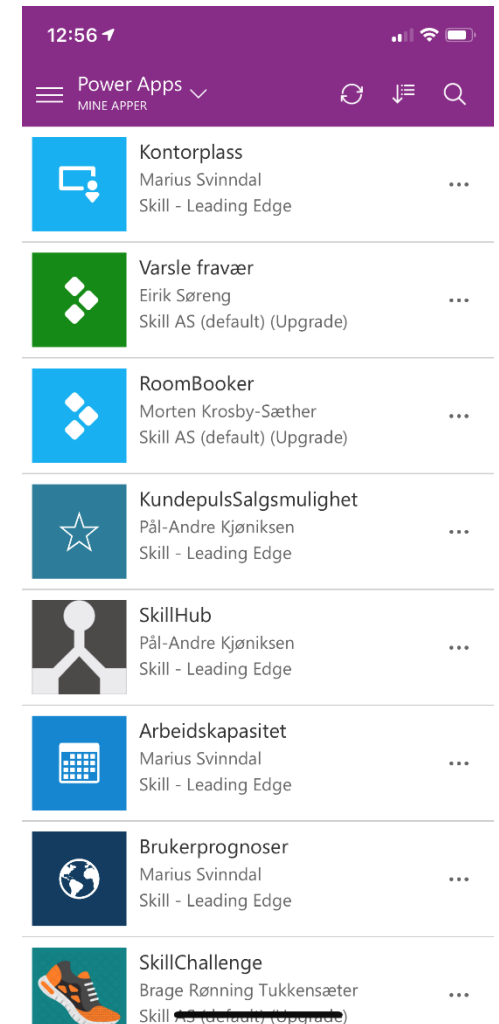 12:56
Power Apps
MINE APPER
Kontorplass
Marius Svinndal
Skill - Leading Edge
Varsle fravær
Eirik Søreng
Skill AS (default) (Upgrade)
RoomBooker
Morten Krosby-Sæther
Skill AS (default) (Upgrade)
KundepulsSalgsmulighet
Pål-Andre Kjøniksen
Skill - Leading Edge
SkillHub
Pål-Andre Kjøniksen
Skill - Leading Edge
Arbeidskapasitet
Marius Svinndal
Skill - Leading Edge
Brukerprognoser
Marius Svinndal
Skill - Leading Edge
SkillChallenge
Brage Rønning Tukkensæter
Skill